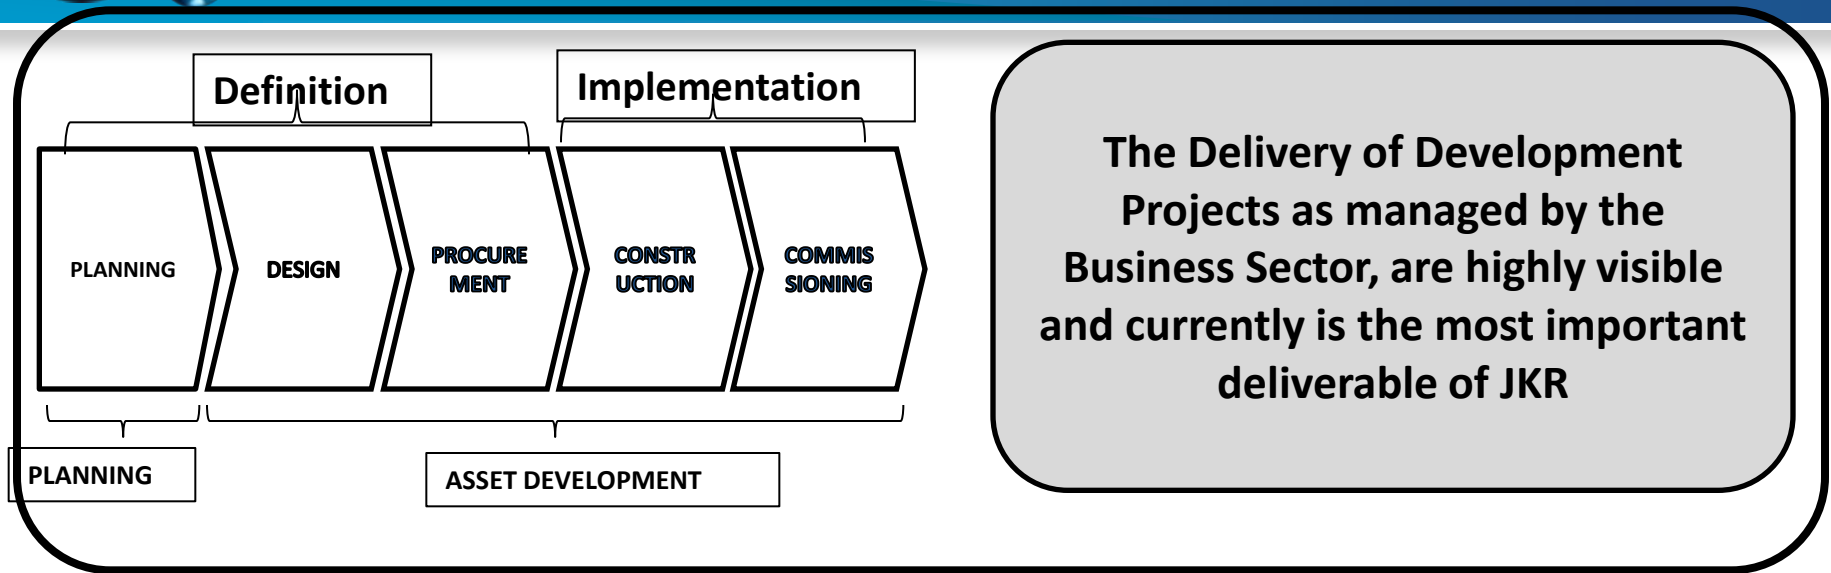 Definition
Implementation
PLANNING
DESIGN
PROCURE
MENT
CONSTR
UCTION
COMMIS
SIONING
PLANNING
ASSET DEVELOPMENT
The Delivery of Development
Projects as managed by the
Business Sector, are highly visible
and currently is the most important
deliverable of JKR